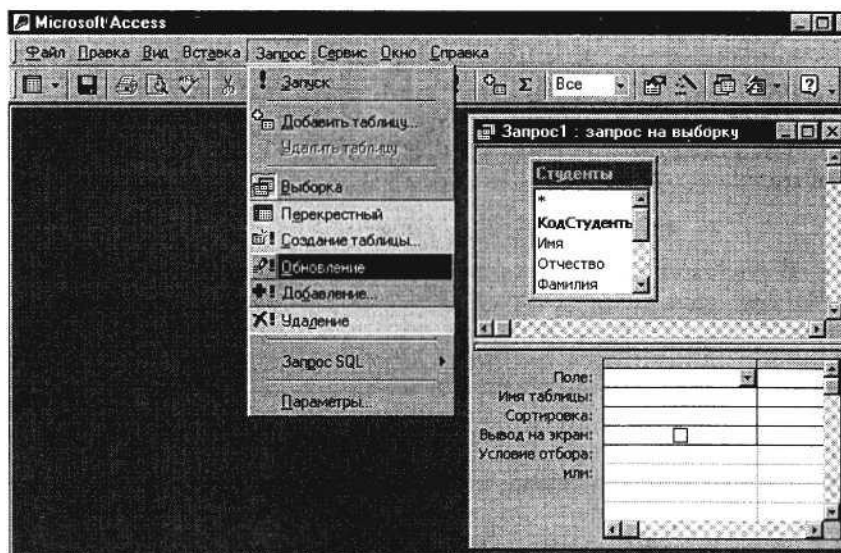 Microsoft Access
Файл Правка Вид Вставка Запрос Сервис Окно Справка
Все
Запуск
Добавить таблицу...
Удалить таблицу
Выборка
Перекрестный
Создание таблицы...
Обновление
Добавление...
Удаление
Запрос SQL
Параметры...
Запрос1 : запрос на выборку
Студенты
*
КодСтуденть
Имя
Отчество
Фамилия
Поле:
Имя таблицы:
Сортировка:
Вывод на экран:
Условие отбора:
или: